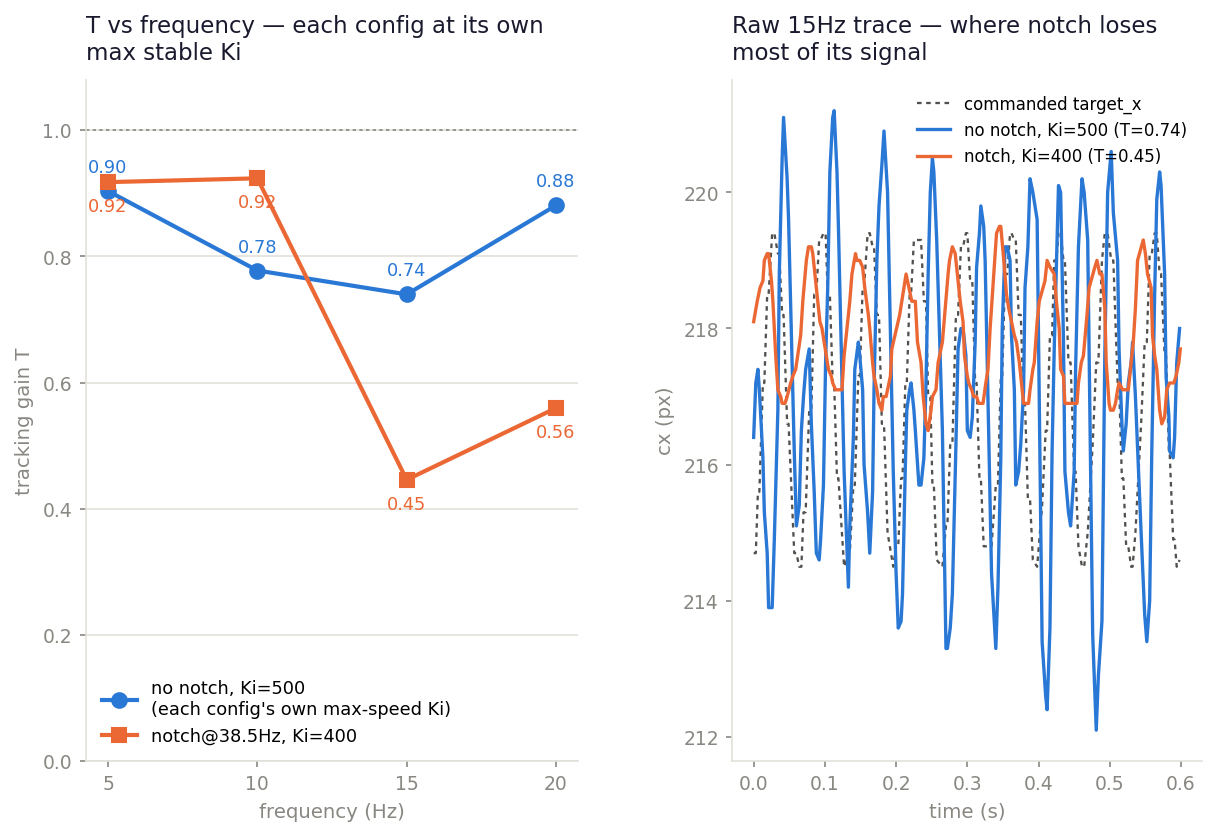 T vs frequency — each config at its own
max stable Ki
tracking gain T
1.0
0.8
0.6
0.4
0.2
0.0
0.90
0.92
0.78
0.92
0.74
0.45
0.88
0.56
no notch, Ki=500
(each config's own max-speed Ki)
notch@38.5Hz, Ki=400
5
10
15
20
frequency (Hz)
Raw 15Hz trace — where notch loses
most of its signal
commanded target_x
no notch, Ki=500 (T=0.74)
notch, Ki=400 (T=0.45)
cx (px)
220
218
216
214
212
0.0
0.1
0.2
0.3
0.4
0.5
0.6
time (s)